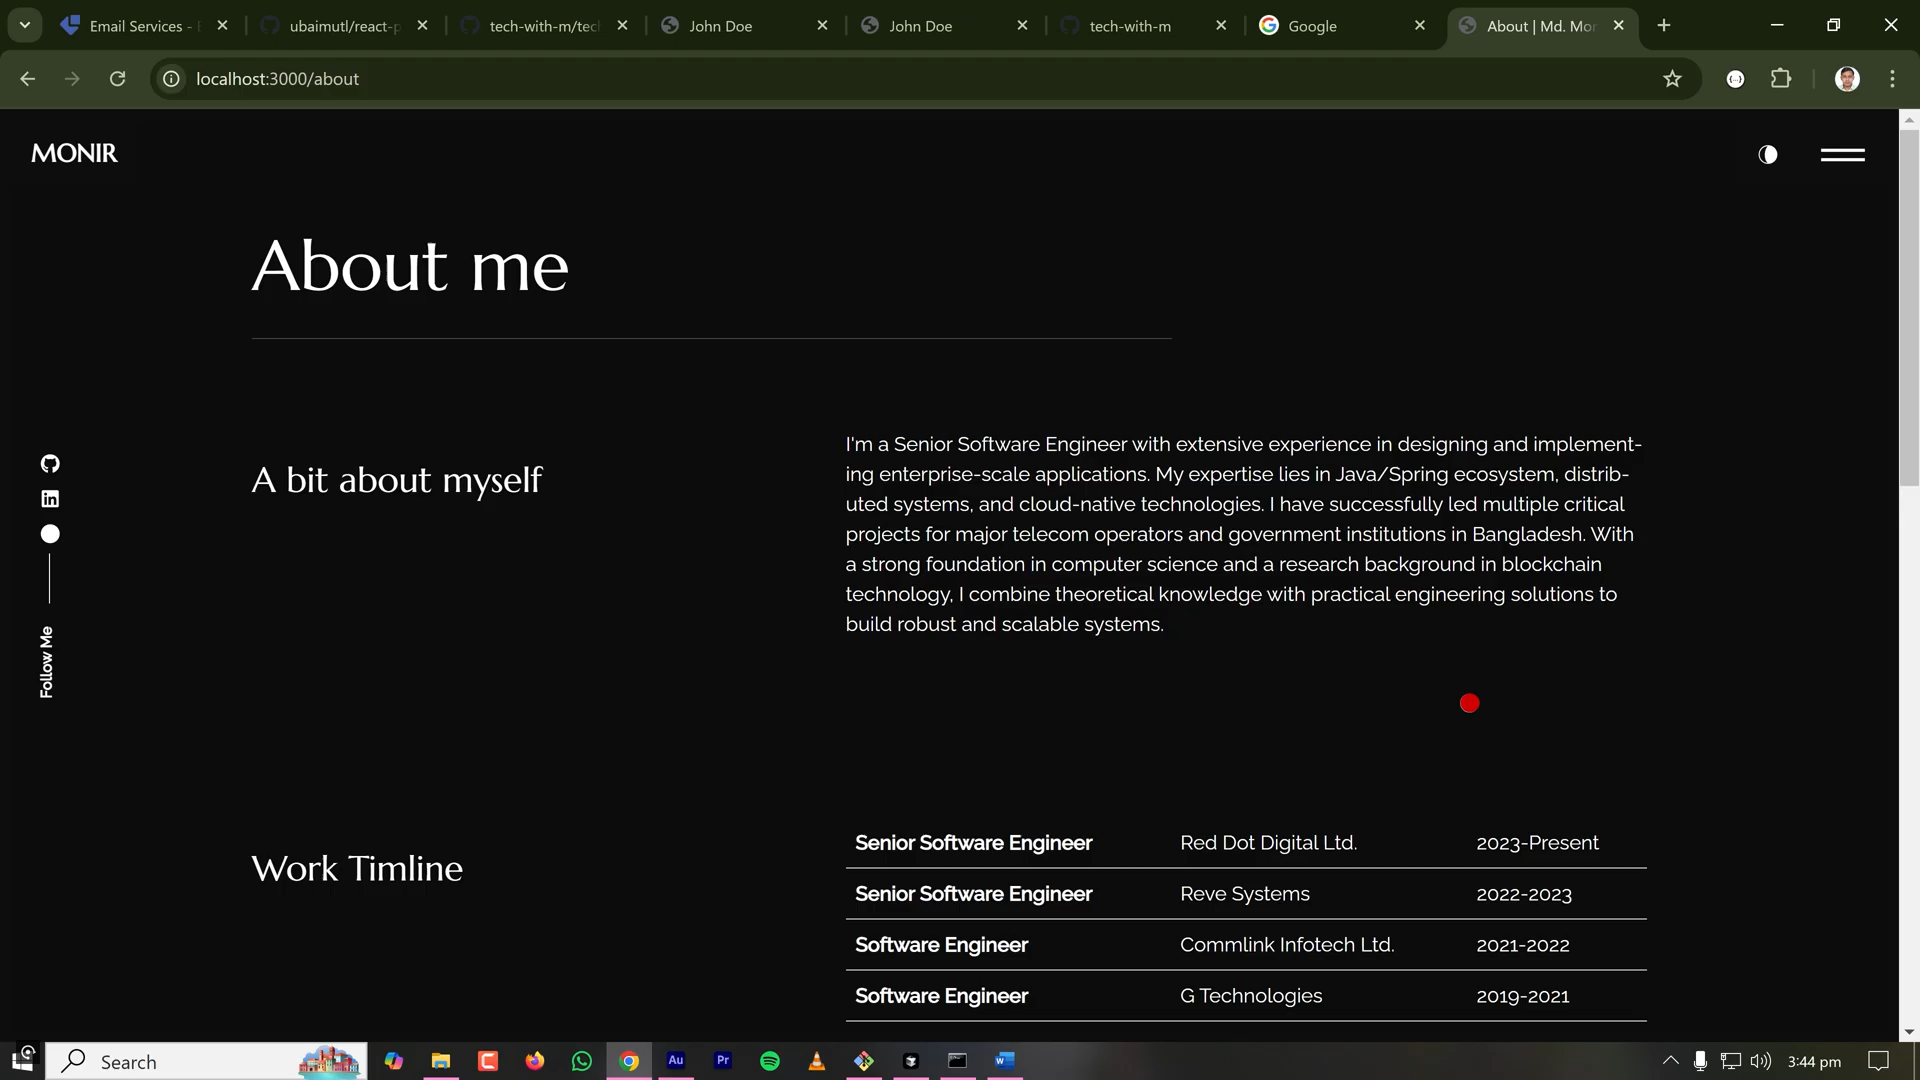 Email Services - E
ubaimutl/react-p
tech-with-m/tech
John Doe
John Doe
tech-with-m
Google
About | Md. Mon
localhost:3000/about
MONIR
About me
A bit about myself
I'm a Senior Software Engineer with extensive experience in designing and implement-
ing enterprise-scale applications. My expertise lies in Java/Spring ecosystem, distrib-
uted systems, and cloud-native technologies. I have successfully led multiple critical
projects for major telecom operators and government institutions in Bangladesh. With
a strong foundation in computer science and a research background in blockchain
technology, I combine theoretical knowledge with practical engineering solutions to
build robust and scalable systems.
Follow Me
Work Timline
Senior Software Engineer Red Dot Digital Ltd. 2023-Present
Senior Software Engineer Reve Systems 2022-2023
Software Engineer Commlink Infotech Ltd. 2021-2022
Software Engineer G Technologies 2019-2021
Search
Au
Pr
3:44 pm